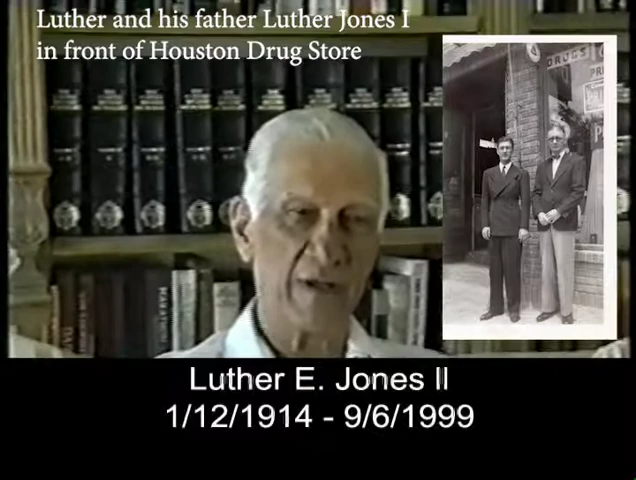 Luther and his father Luther Jones I
in front of Houston Drug Store
DRUGS
Luther E. Jones II
1/12/1914 - 9/6/1999